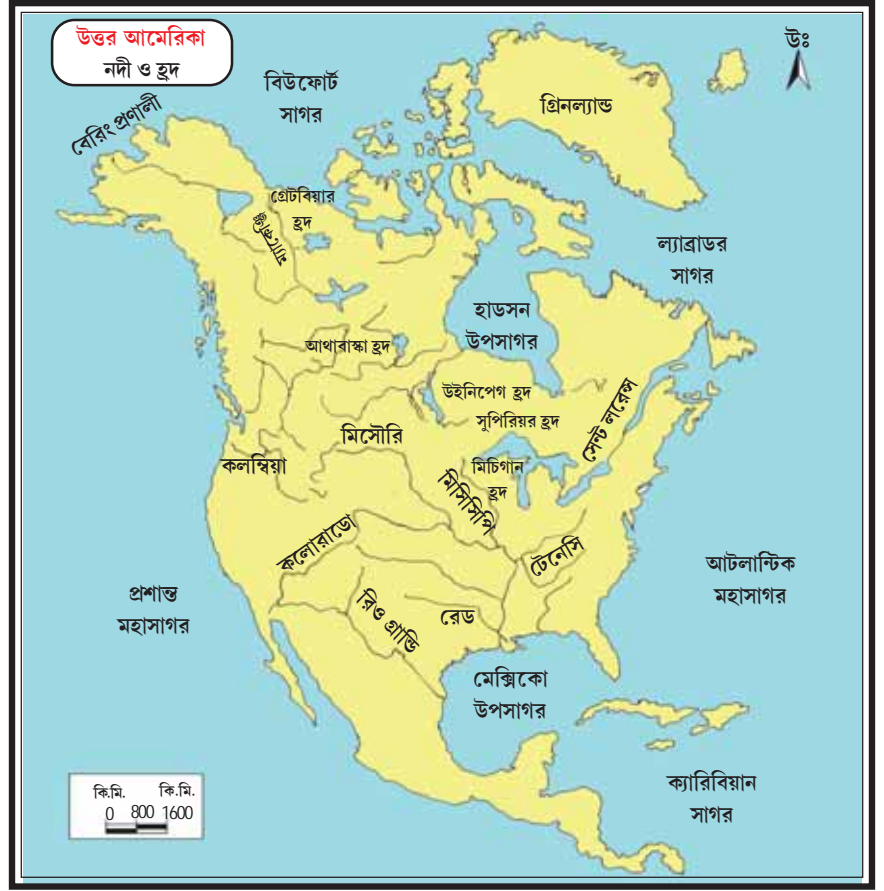 উত্তর আমেরিকা
নদী ও হ্রদ
উঃ
বিউফোর্ট
সাগর
গ্রিনল্যান্ড
বেরিং প্রণালী
গ্রেটবিয়ার
হ্রদ
ম্যাকেঞ্জি
ল্যাব্রাডর
সাগর
হাডসন
উপসাগর
আথাবাস্কা হ্রদ
উইনিপেগ হ্রদ
সুপিরিয়র হ্রদ
সেন্ট লরেন্স
মিসৌরি
কলম্বিয়া
মিচিগান
হ্রদ
মিসিসিপি
কলোরাডো
টেনেসি
আটলান্টিক
মহাসাগর
প্রশান্ত
মহাসাগর
রিও গ্রান্ডি
রেড
মেক্সিকো
উপসাগর
ক্যারিবিয়ান
সাগর
কি.মি. কি.মি.
0 800 1600